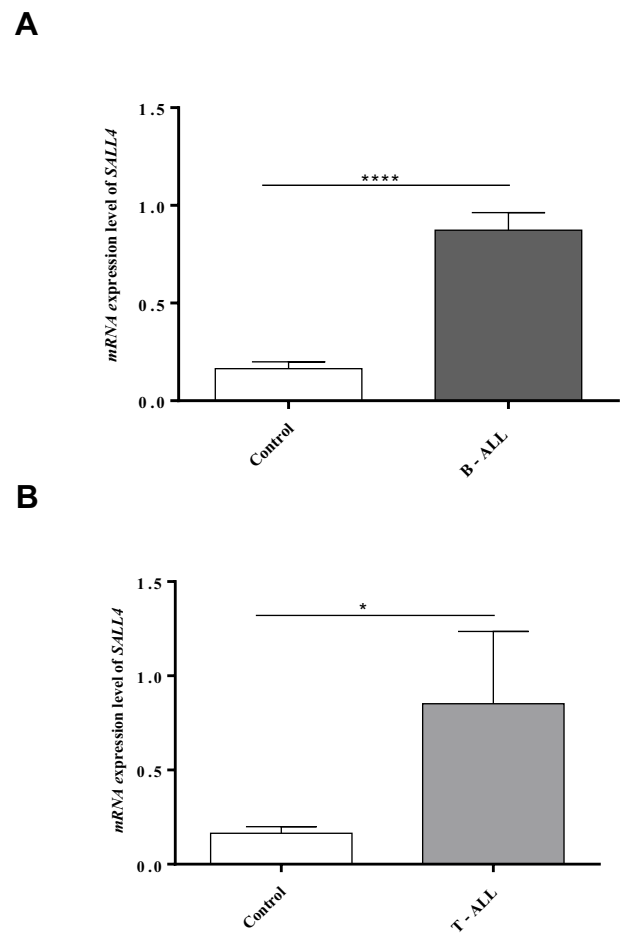 A
mRNA expression level of SALL4
1.5
1.0
0.5
0.0
****
Control
B - ALL
B
mRNA expression level of SALL4
1.5
1.0
0.5
0.0
*
Control
T - ALL